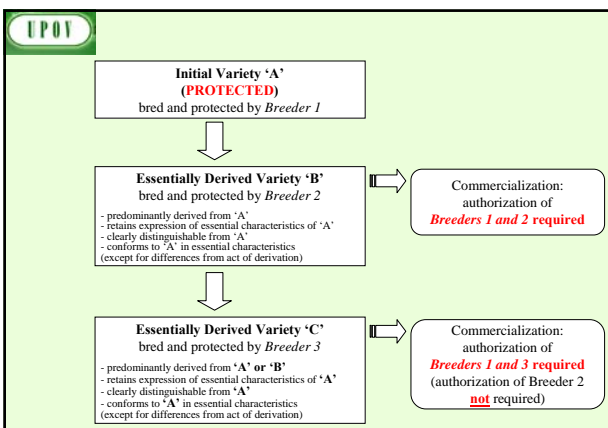 UPOV
Initial Variety ‘A’
(PROTECTED)
bred and protected by Breeder 1
Essentially Derived Variety ‘B’
bred and protected by Breeder 2
- predominantly derived from ‘A’
- retains expression of essential characteristics of ‘A’
- clearly distinguishable from ‘A’
- conforms to ‘A’ in essential characteristics
(except for differences from act of derivation)
Commercialization:
authorization of
Breeders 1 and 2 required
Essentially Derived Variety ‘C’
bred and protected by Breeder 3
- predominantly derived from ‘A’ or ‘B’
- retains expression of essential characteristics of ‘A’
- clearly distinguishable from ‘A’
- conforms to ‘A’ in essential characteristics
(except for differences from act of derivation)
Commercialization:
authorization of
Breeders 1 and 3 required
(authorization of Breeder 2
not required)